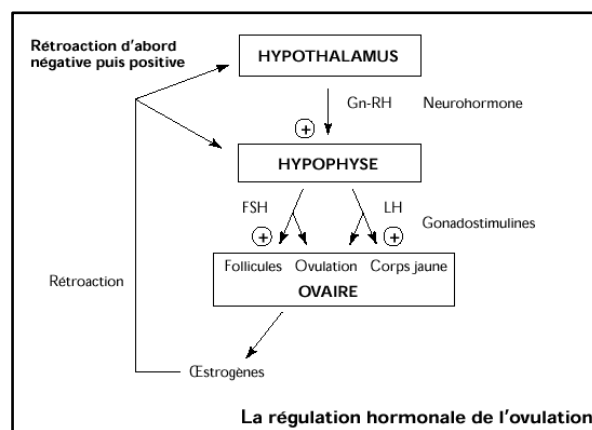 Rétroaction d'abord
négative puis positive
HYPOTHALAMUS
Gn-RH Neurohormone
+
HYPOPHYSE
FSH LH
Gonadostimulines
+ +
Follicules Ovulation Corps jaune
OVAIRE
Rétroaction
Œstrogènes
La régulation hormonale de l'ovulation